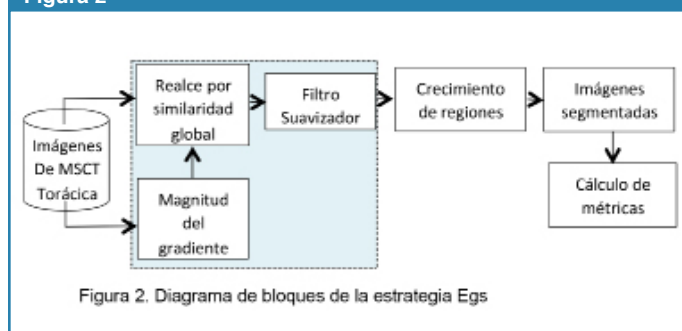 Figura 2
Realce por
similaridad
global
Filtro
Suavizador
Crecimiento
de regiones
Imágenes
segmentadas
Imágenes
De MSCT
Torácica
Magnitud
del
gradiente
Cálculo de
métricas
Figura 2. Diagrama de bloques de la estrategia Egs